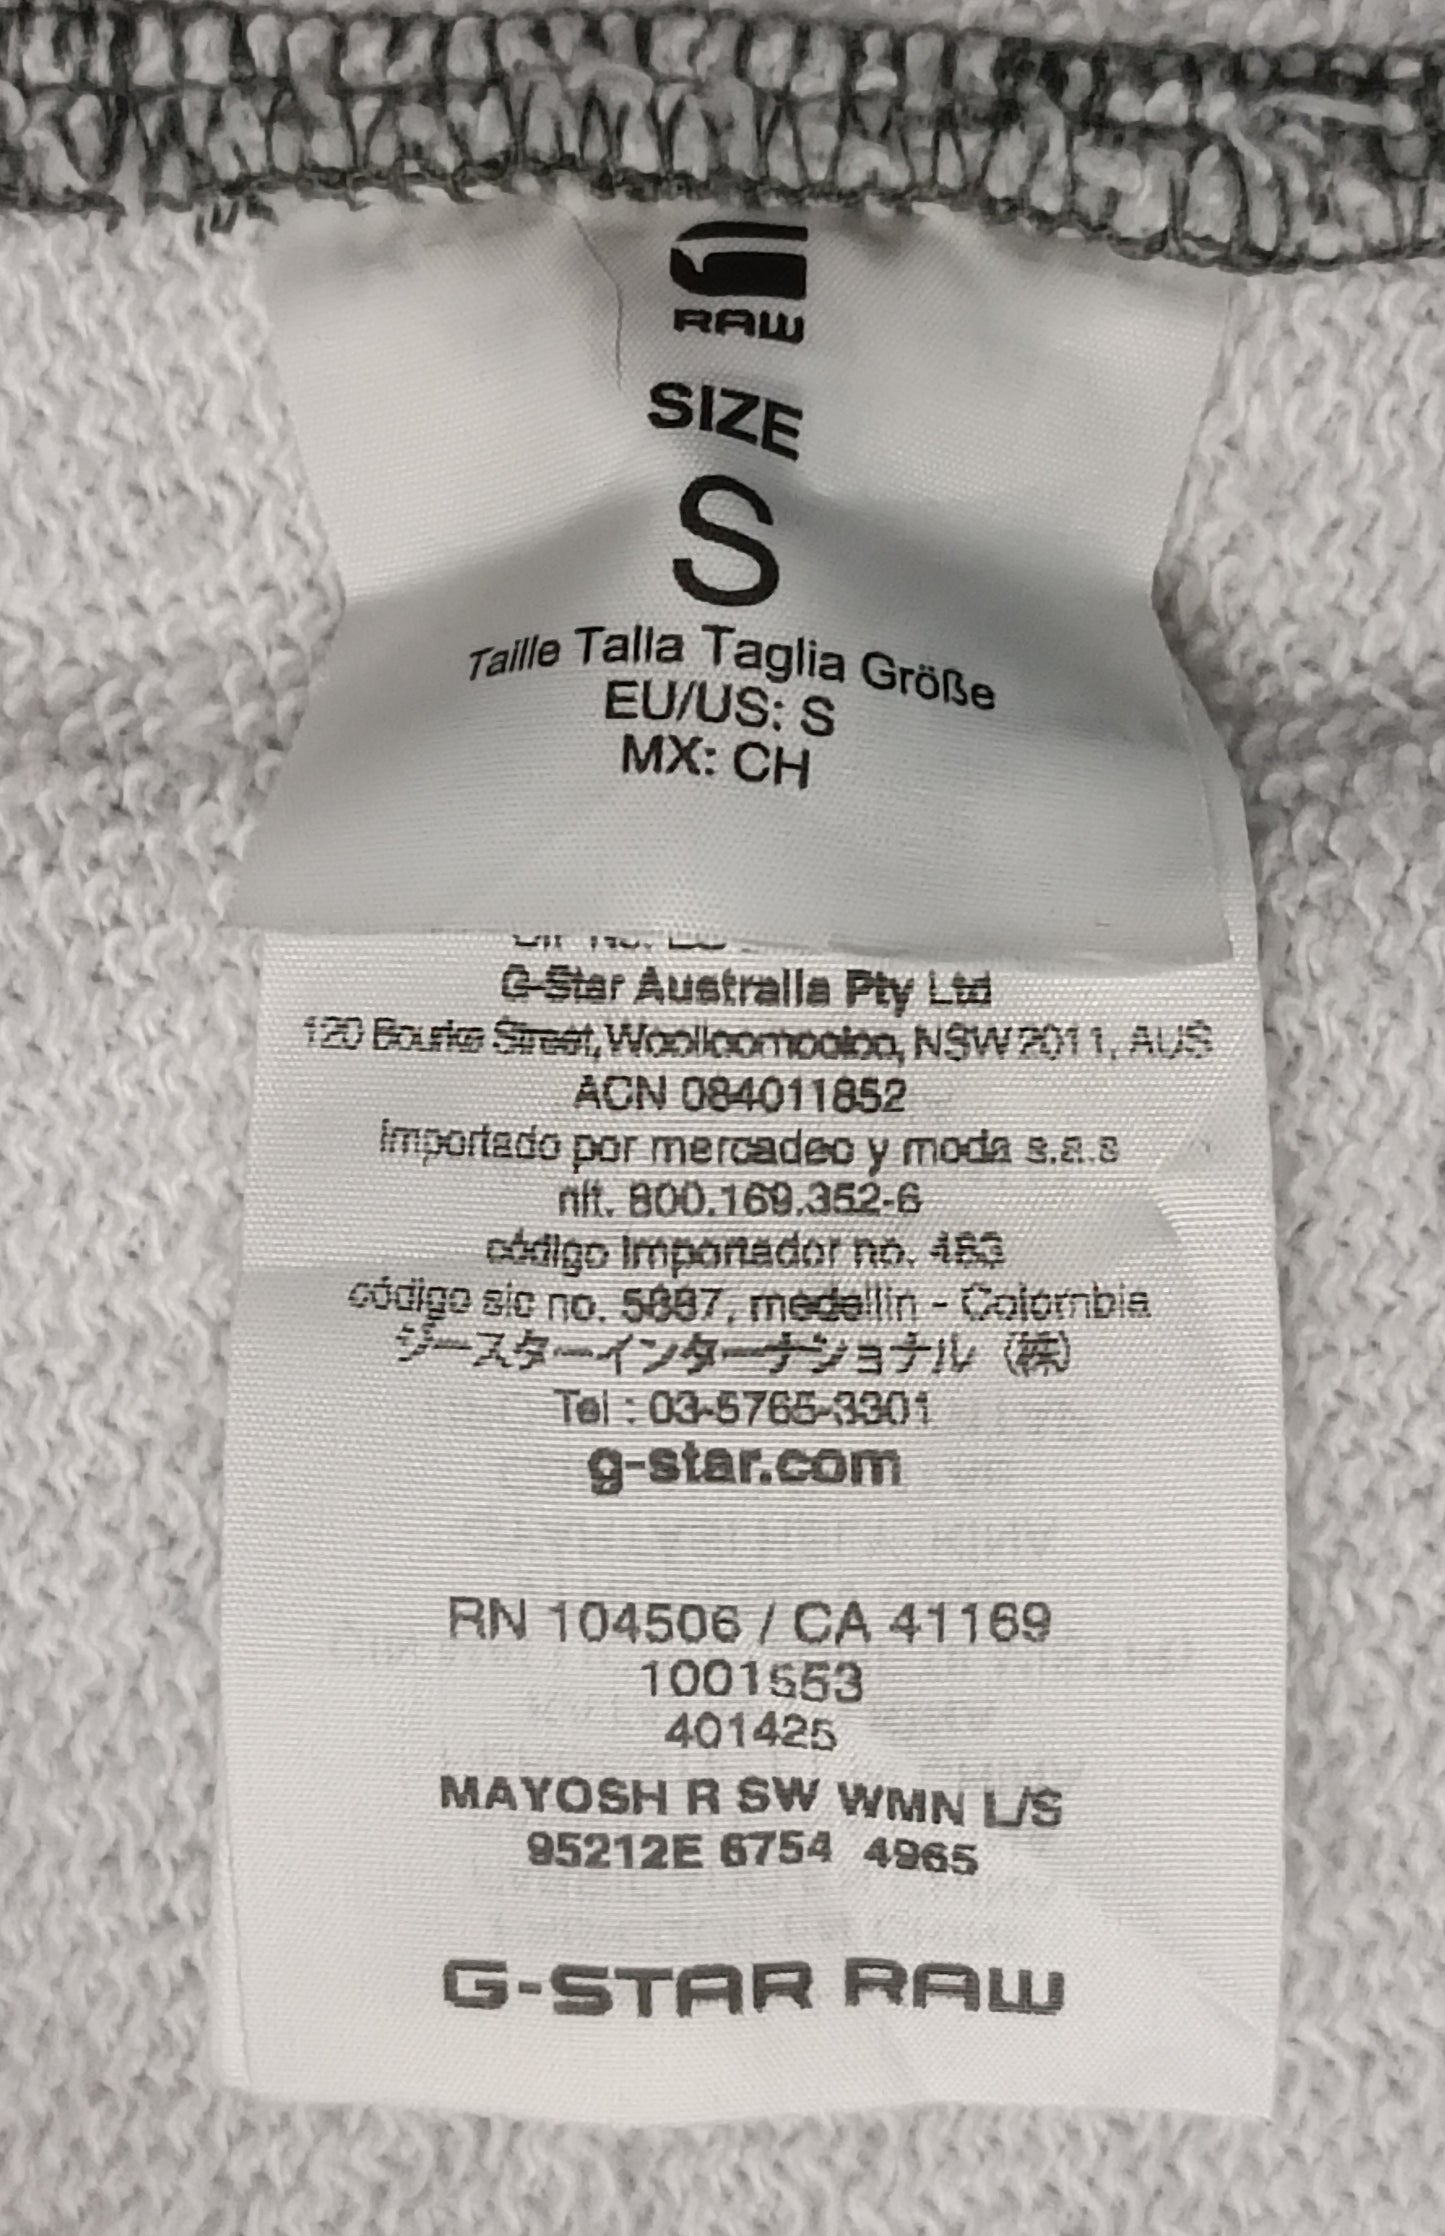 RAW
SIZE
S
Taille Talla Taglia Größe
EU/US: S
MX: CH
G-Star Australia Pty Ltd
120 Bourke Street, Woolloomooloo, NSW 2011, AUS
ACN 084011852
importado por mercadeo y moda s.a.s
nit. 800.169.352-6
código importador no. 463
código sic no. 5887, medellin - Colombia
ジースターインターナショナル (株)
Tel : 03-5765-3301
g-star.com
RN 104506 / CA 41169
1001553
401425
MAYOSH R SW WMN L/S
95212E 6754 4965
G-STAR RAW